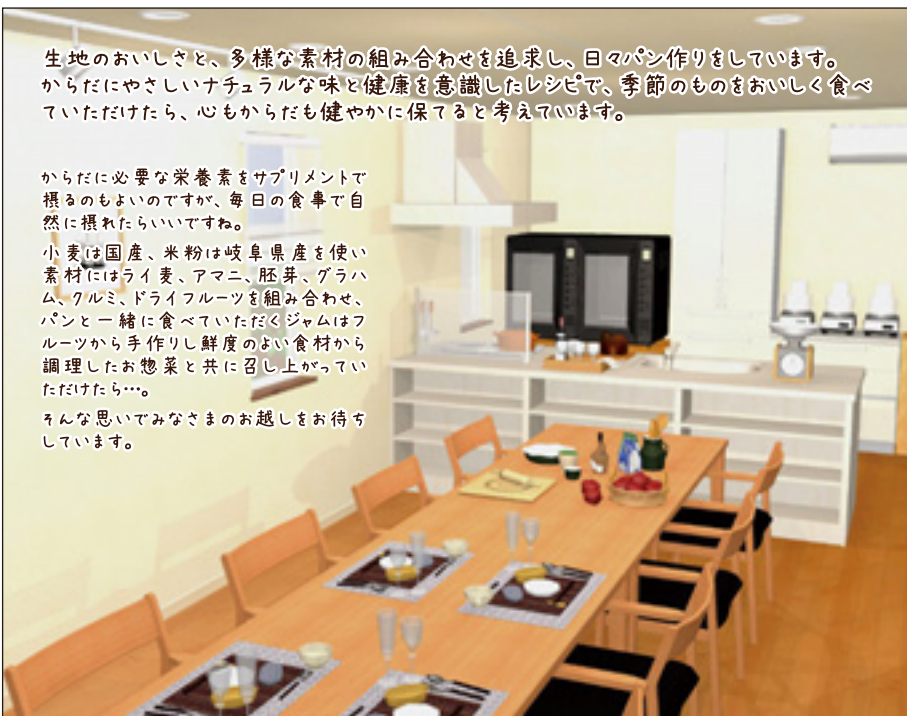 生地のおいしさと、多様な素材の組み合わせを追求し、日々パン作りをしています。
からだにやさしいナチュラルな味と健康を意識したレシピで、季節のものをおいしく食べ
ていただけたら、心もからだも健やかに保てると考えています。
からだに必要な栄養素をサプリメントで
摂るのもよいのですが、毎日の食事で自
然に摂れたらいいですね。
小麦は国産、米粉は岐阜県産を使い
素材にはライ麦、アマニ、胚芽、グラハ
ム、クルミ、ドライフルーツを組み合わせ、
パンと一緒に食べていただくジャムはフ
ルーツから手作りし鮮度のよい食材から
調理したお惣菜と共に召し上がってい
ただけたら…。
そんな思いでみなさまのお越しをお待ち
しています。